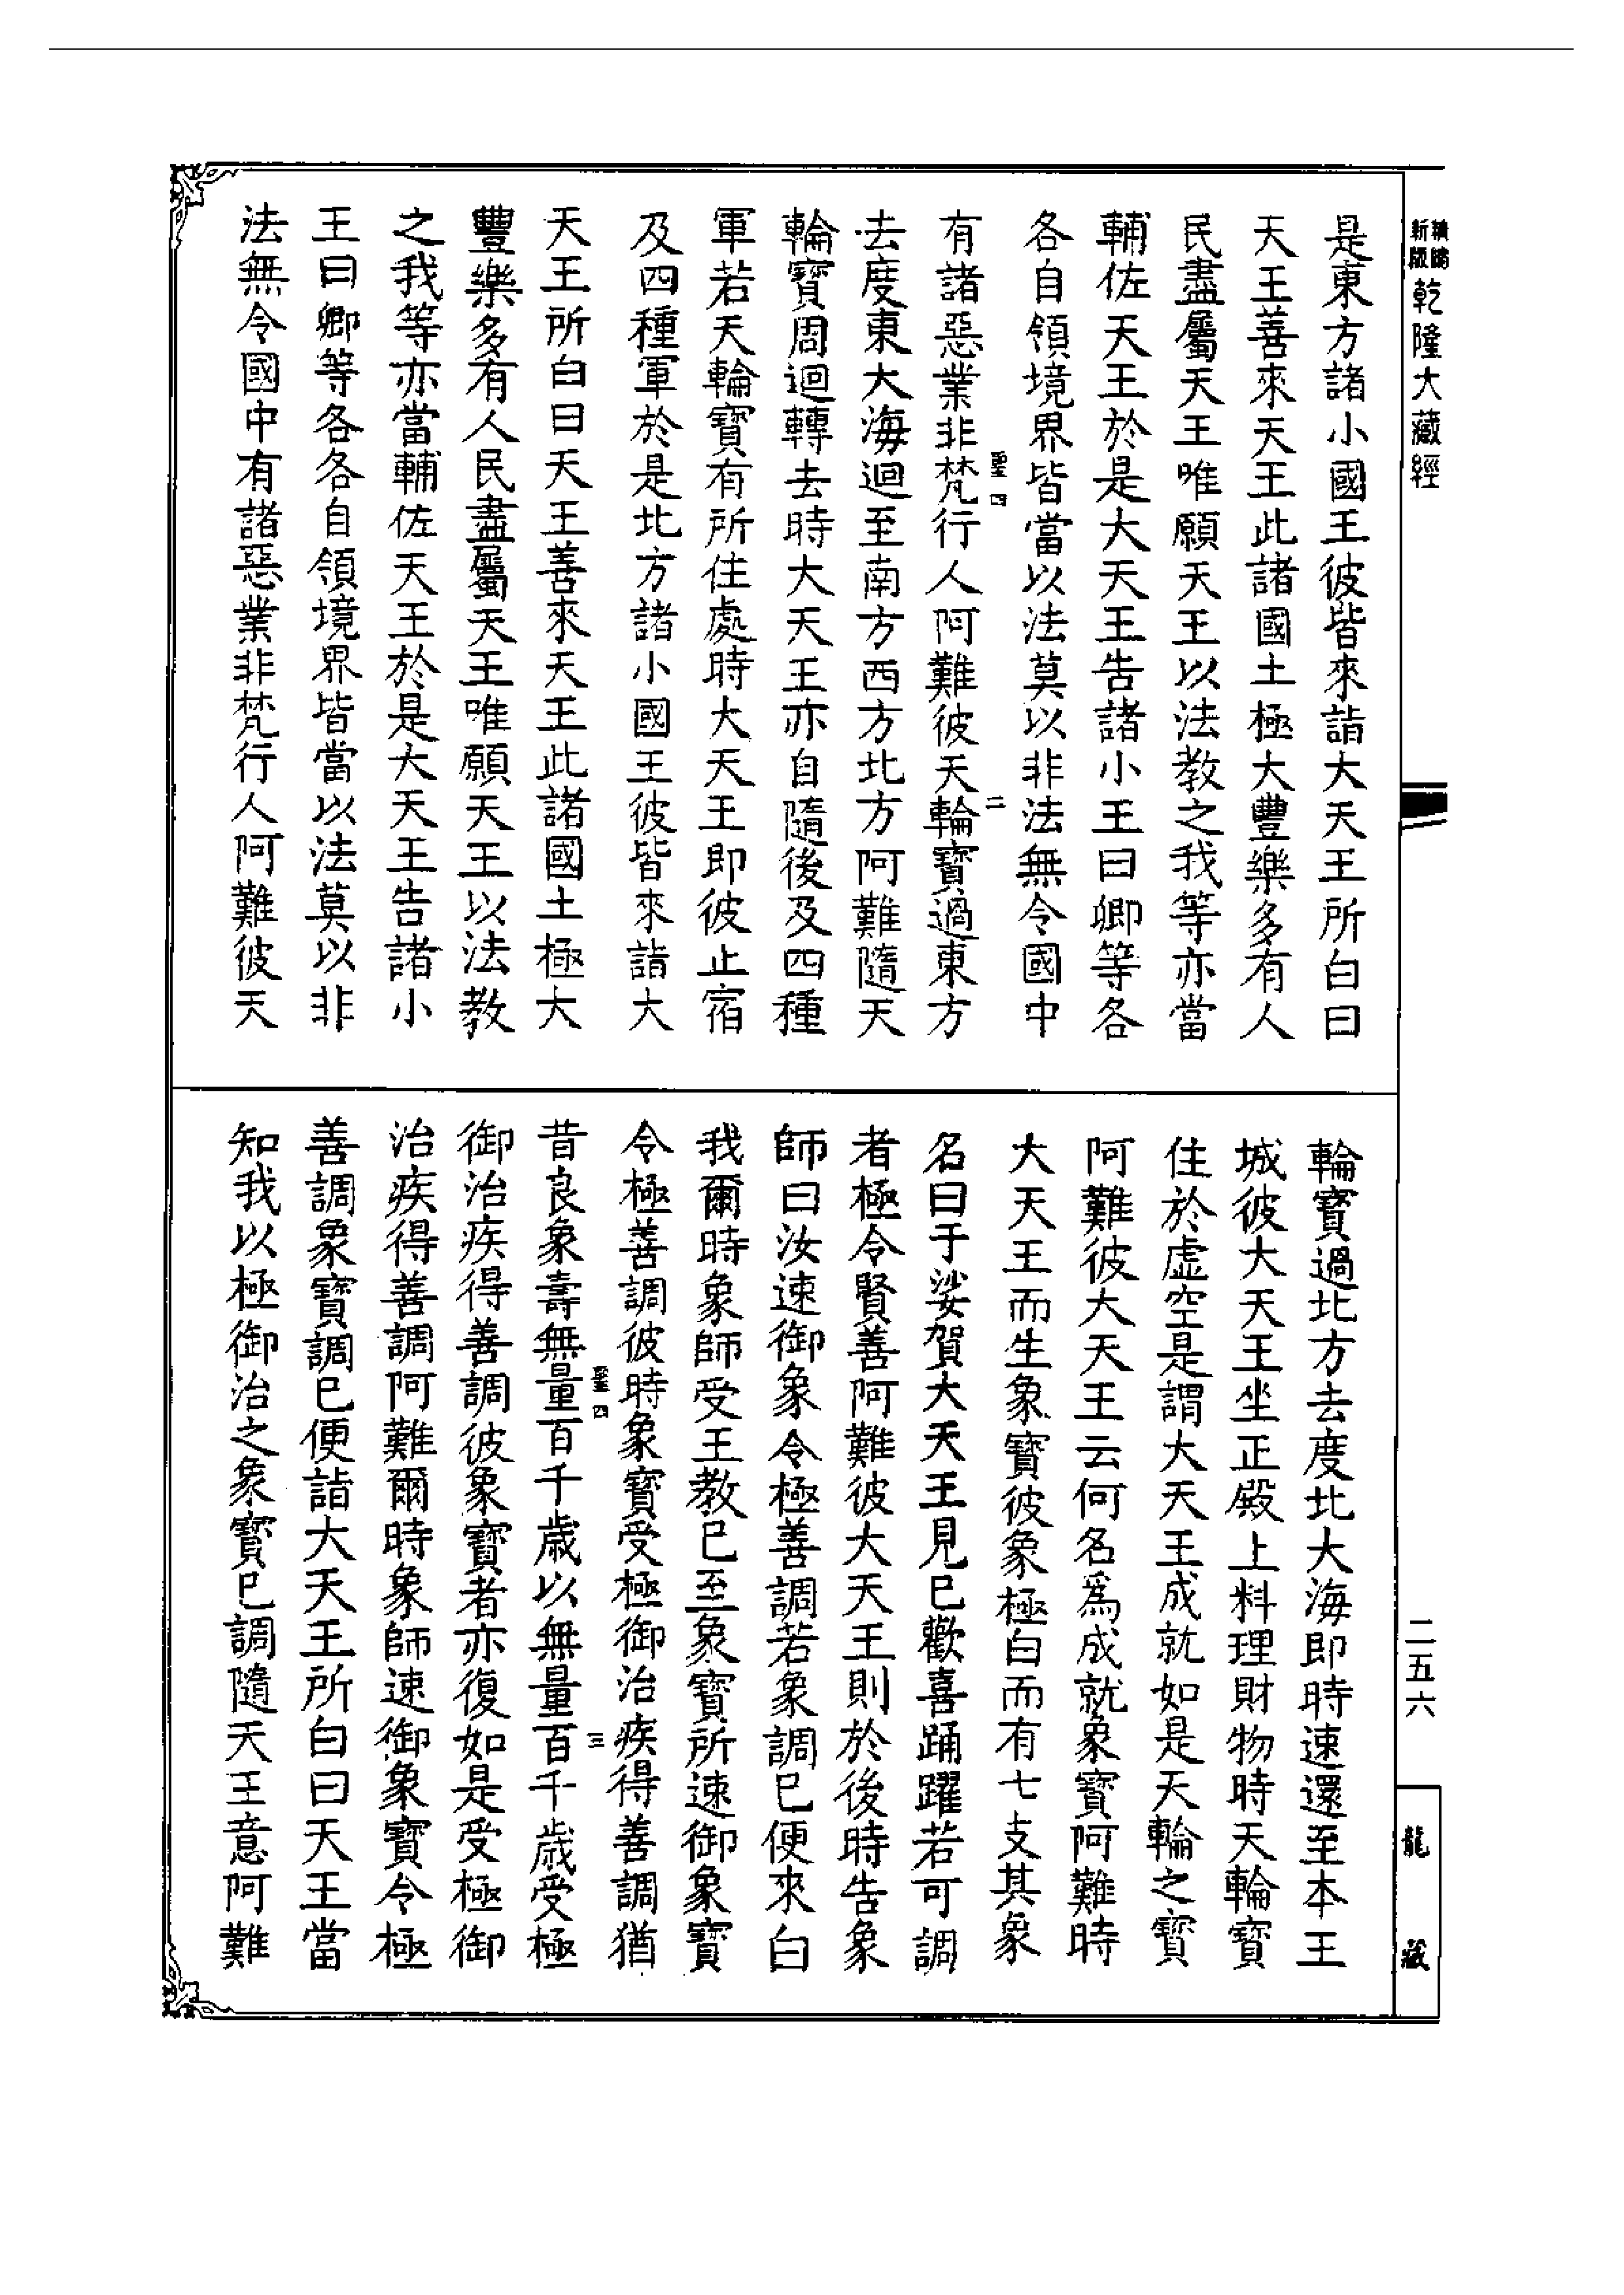 新版
乾隆大藏經
是東方諸小國王彼皆來詣大天王所白曰
天王善來天王此諸國土極大豐樂多有人
民盡屬天王唯願天王以法教之我等亦當
輔佐天王於是大天王告諸小王曰卿等各
各自領境界皆當以法莫以非法無令國中
有諸惡業非梵行人阿難彼天輪寶過東方
聖四
二
去度東大海迴至南方西方北方阿難隨天
輪寶周迴轉去時大天王亦自隨後及四種
軍若天輪寶有所住處時大天王即彼止宿
及四種軍於是北方諸小國王彼皆來詣大
天王所白曰天王善來天王此諸國土極大
豐樂多有人民盡屬天王唯願天王以法教
之我等亦當輔佐天王於是大天王告諸小
王曰卿等各各自領境界皆當以法莫以非
法無令國中有諸惡業非梵行人阿難彼天
輪寶過北方去度北大海即時速還至本王
城彼大天王坐正殿上料理財物時天輪寶
住於虛空是謂大天王成就如是天輪之寶
阿難彼大天王云何名為成就象寶阿難時
大天王而生象寶彼象極白而有七支其象
名曰于娑賀大天王見已歡喜踊躍若可調
者極令賢善阿難彼大天王則於後時告象
師曰汝速御象令極善調若象調已便來白
我爾時象師受王教已至象寶所速御象寶
令極善調彼時象寶受極御治疾得善調猶
昔良象壽無量百千歲以無量百千歲受極
聖四
三
御治疾得善調彼象寶者亦復如是受極御
治疾得善調阿難爾時象師速御象寶令極
善調象寶調已便詣大天王所白曰天王當
知我以極御治之象寶已調隨天王意阿難
二五六
龍藏